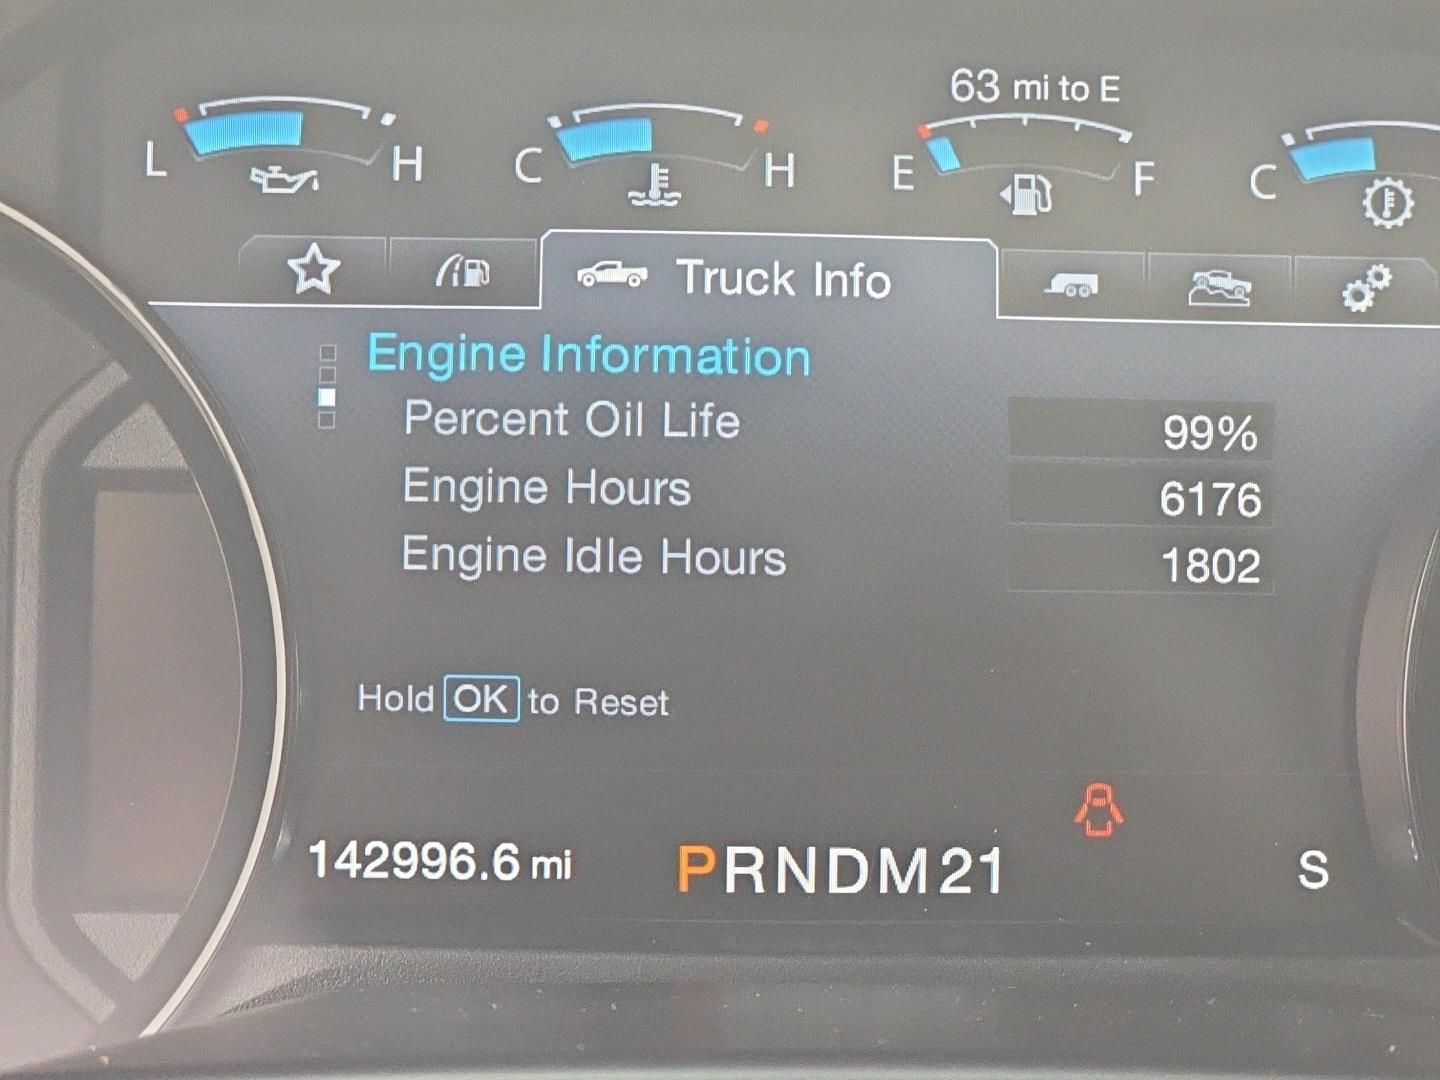 63 mi to E
L H C H E F C
Truck Info
Engine Information
Percent Oil Life 99%
Engine Hours 6176
Engine Idle Hours 1802
Hold OK to Reset
142996.6 mi PRNDM21 S